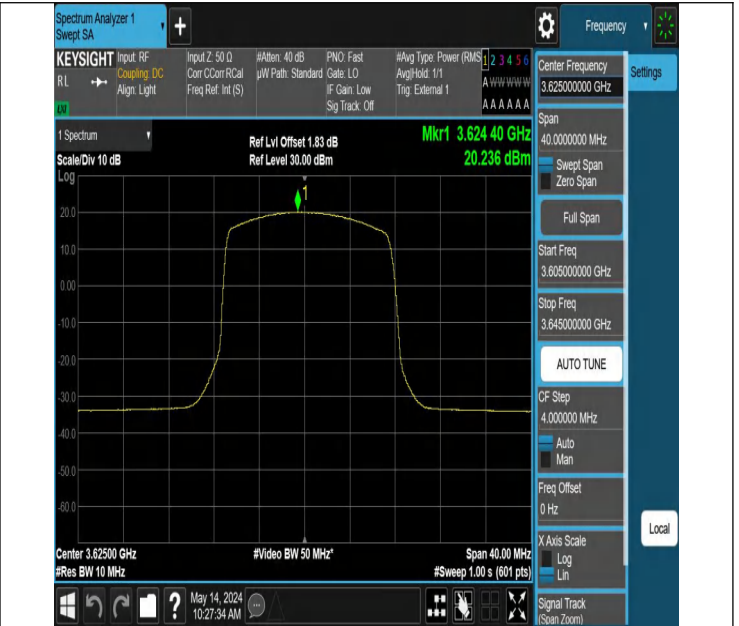 Spectrum Analyzer 1
Swept SA
Frequency
KEYSIGHT
RL
Input: RF
Coupling: DC
Align: Light
Input Z: 50 Ω
Corr CCorr RCal
Freq Ref: Int (S)
#Atten: 40 dB
µW Path: Standard
PNO: Fast
Gate: LO
IF Gain: Low
Sig Track: Off
#Avg Type: Power (RMS
Avg|Hold: 1/1
Trig: External 1
1 2 3 4 5 6
A W W W W W
A A A A A A
Center Frequency
3.625000000 GHz
Settings
Span
40.0000000 MHz
Swept Span
Zero Span
Full Span
Start Freq
3.605000000 GHz
Stop Freq
3.645000000 GHz
AUTO TUNE
CF Step
4.000000 MHz
Auto
Man
Freq Offset
0 Hz
X Axis Scale
Log
Lin
Signal Track
(Span Zoom)
Local
1 Spectrum
Scale/Div 10 dB
Ref Lvl Offset 1.83 dB
Ref Level 30.00 dBm
Mkr1 3.624 40 GHz
20.236 dBm
Log
1
20.0
10.0
0.00
-10.0
-20.0
-30.0
-40.0
-50.0
-60.0
Center 3.62500 GHz
#Res BW 10 MHz
#Video BW 50 MHz*
Span 40.00 MHz
#Sweep 1.00 s (601 pts)
May 14, 2024
10:27:34 AM